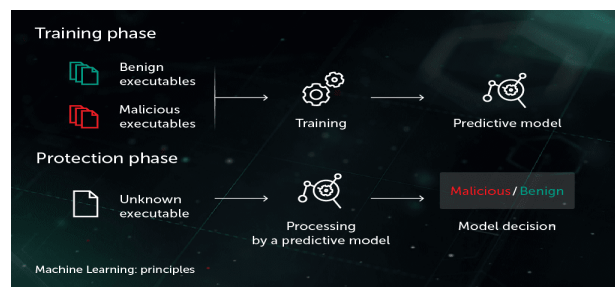 Training phase
Benign
executables
Malicious
executables
Training
Predictive model
Protection phase
Unknown
executable
Processing
by a predictive model
Malicious / Benign
Model decision
Machine Learning: principles